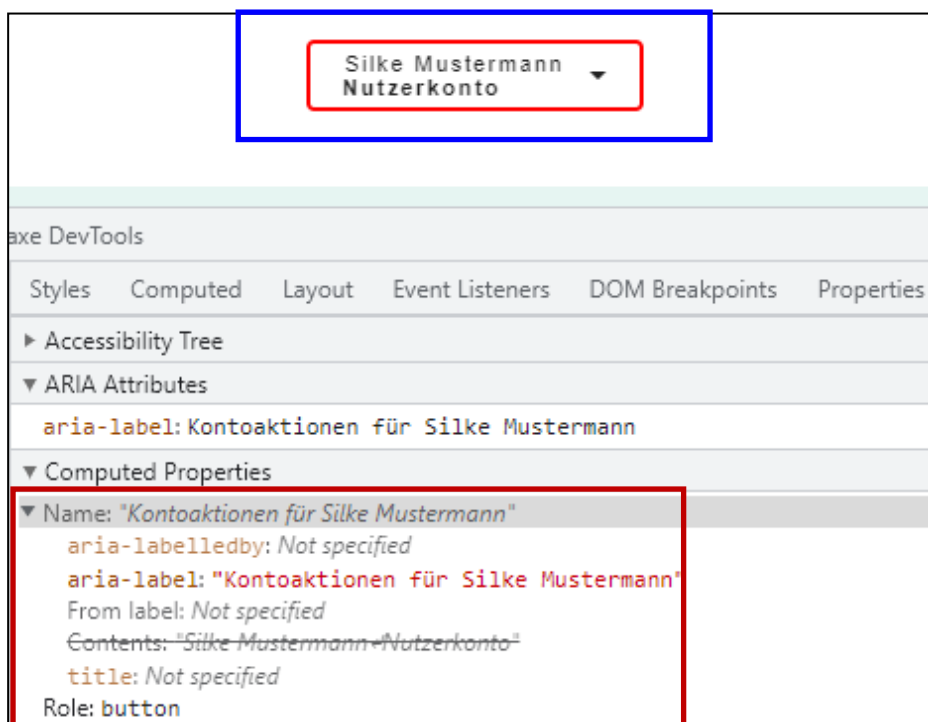 Silke Mustermann
Nutzerkonto
axe DevTools
Styles Computed Layout Event Listeners DOM Breakpoints Properties
Accessibility Tree
ARIA Attributes
aria-label: Kontoaktionen für Silke Mustermann
Computed Properties
Name: "Kontoaktionen für Silke Mustermann"
aria-labelledby: Not specified
aria-label: "Kontoaktionen für Silke Mustermann"
From label: Not specified
Contents: "Silke Mustermann↵Nutzerkonto"
title: Not specified
Role: button